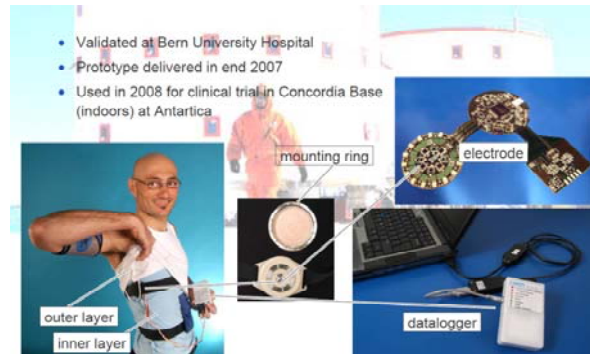 • Validated at Bern University Hospital
• Prototype delivered in end 2007
• Used in 2008 for clinical trial in Concordia Base
(indoors) at Antartica
mounting ring
electrode
outer layer
inner layer
datalogger